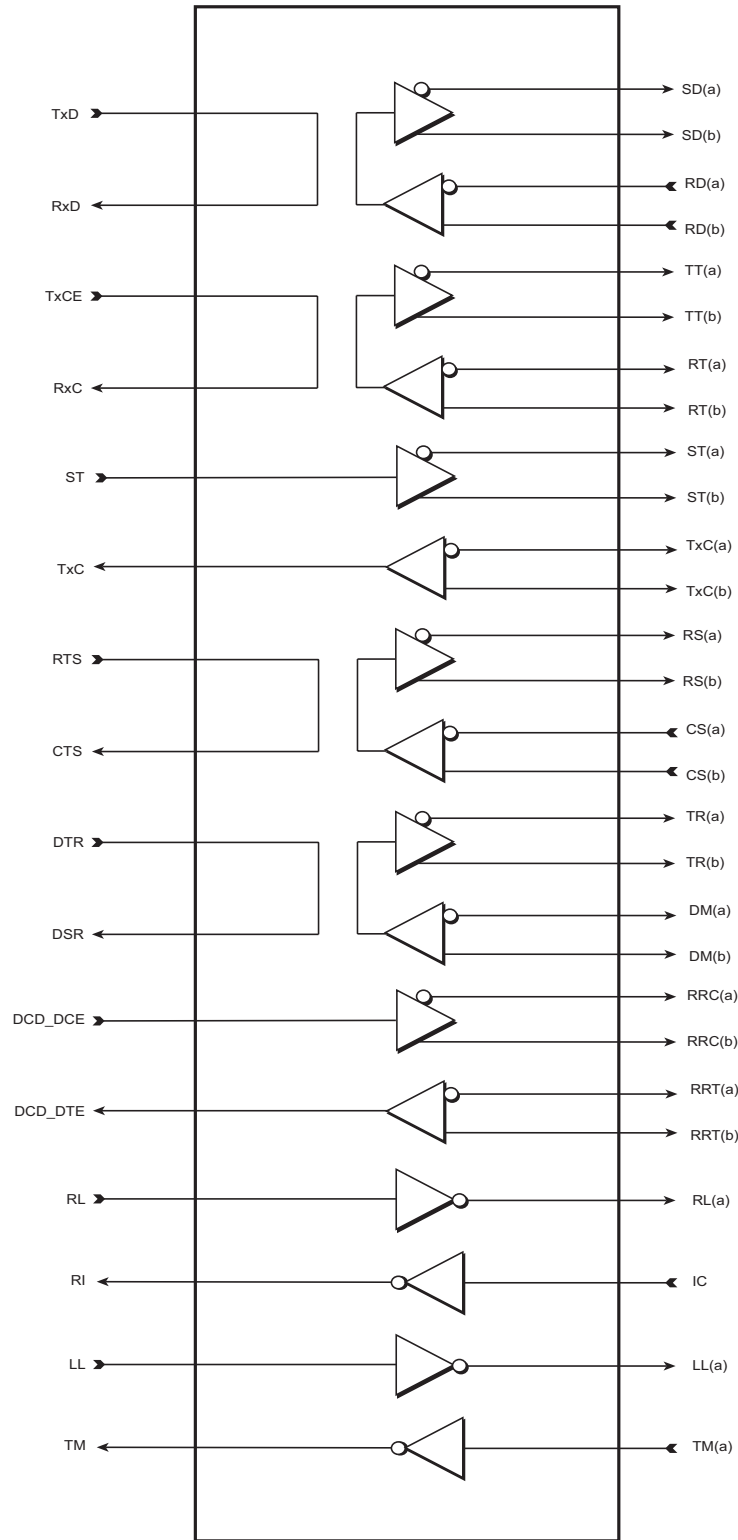 TxD
SD(a)
SD(b)
RxD
RD(a)
RD(b)
TxCE
TT(a)
TT(b)
RxC
RT(a)
RT(b)
ST
ST(a)
ST(b)
TxC
TxC(a)
TxC(b)
RTS
RS(a)
RS(b)
CTS
CS(a)
CS(b)
DTR
TR(a)
TR(b)
DSR
DM(a)
DM(b)
DCD_DCE
RRC(a)
RRC(b)
DCD_DTE
RRT(a)
RRT(b)
RL
RL(a)
RI
IC
LL
LL(a)
TM
TM(a)